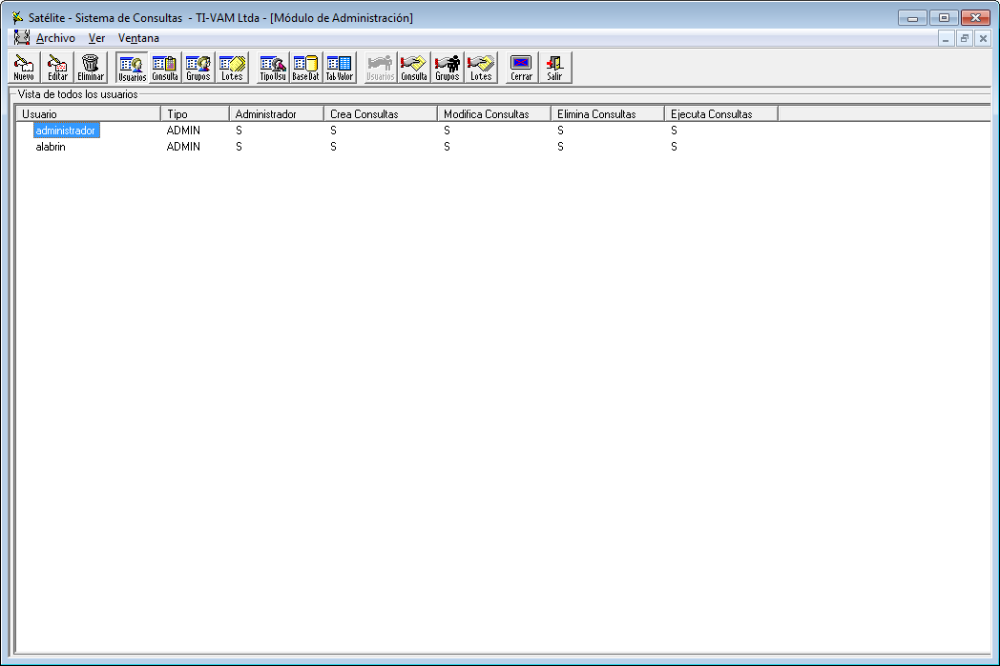 Satélite - Sistema de Consultas - TI-VAM Ltda - [Módulo de Administración]
Archivo Ver Ventana
Nuevo Editar Eliminar Usuarios Consulta Grupos Lotes Tipo Usu Base Dat Tab Valor Usuarios Consulta Grupos Lotes Cerrar Salir
Vista de todos los usuarios
Usuario Tipo Administrador Crea Consultas Modifica Consultas Elimina Consultas Ejecuta Consultas
administrador ADMIN S S S S S
alabrin ADMIN S S S S S